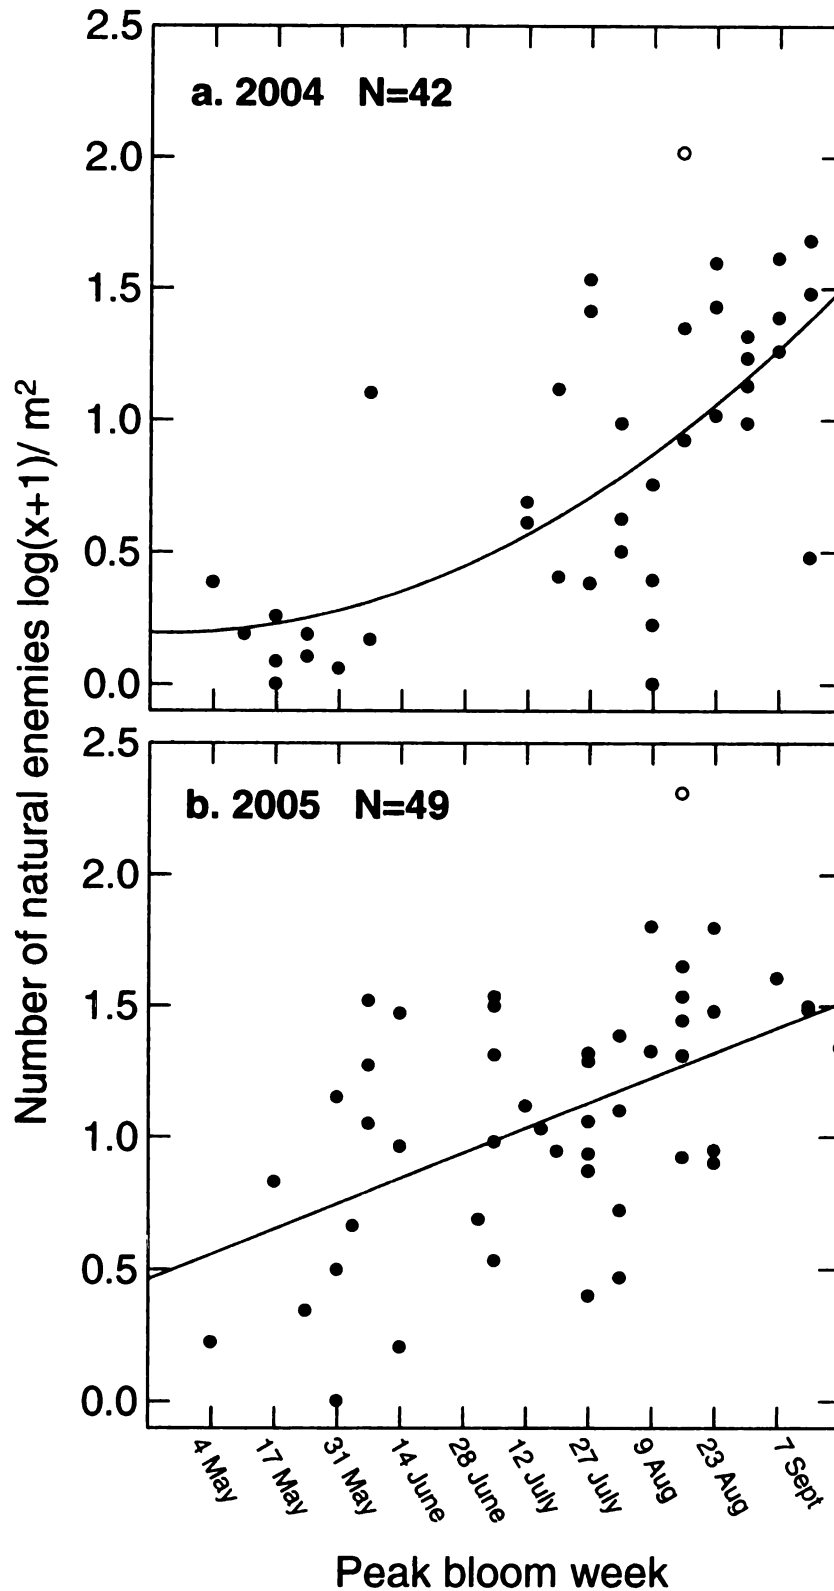 2.5
a. 2004 N=42
2.0
1.5
1.0
0.5
0.0
2.5
b. 2005 N=49
2.0
1.5
1.0
0.5
0.0
Number of natural enemies log(x+1)/ m²
4 May
17 May
31 May
14 June
28 June
12 July
27 July
9 Aug
23 Aug
7 Sept
Peak bloom week